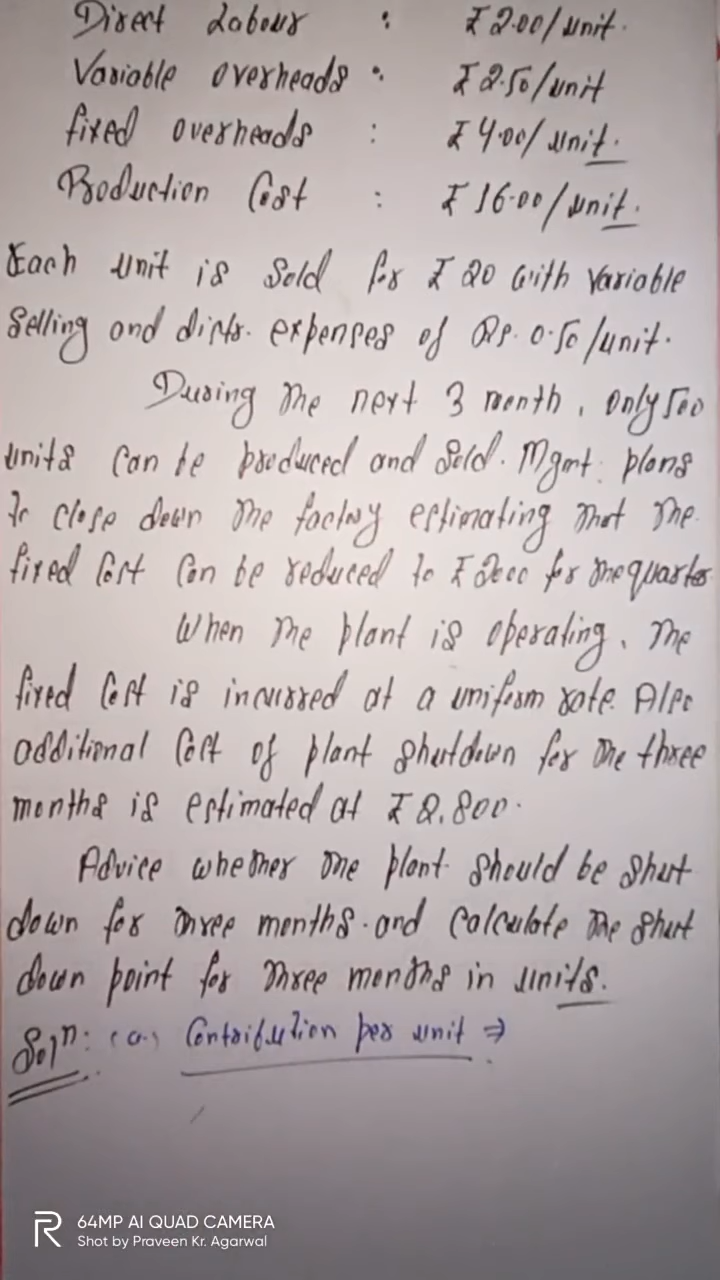 Direct Labour : ₹ 2.00/unit.
Variable overheads : ₹ 2.50/unit
fixed overheads : ₹ 4.00/unit.
Production Cost : ₹ 16.00/unit.
Each unit is sold for ₹ 20 with variable
selling and distr. expenses of Rs. 0.50/unit.
During the next 3 month, only 500
units can be produced and sold. Mgmt. plans
to close down the factory estimating that the
fixed cost can be reduced to ₹ 2000 for the quarter
When the plant is operating, the
fixed cost is incurred at a uniform rate. Also
additional cost of plant shutdown for the three
months is estimated at ₹ 2,800.
Advice whether the plant should be shut
down for three months and calculate the shut
down point for three months in units.
Solⁿ: (a) Contribution per unit ⇒
64MP AI QUAD CAMERA
Shot by Praveen Kr. Agarwal